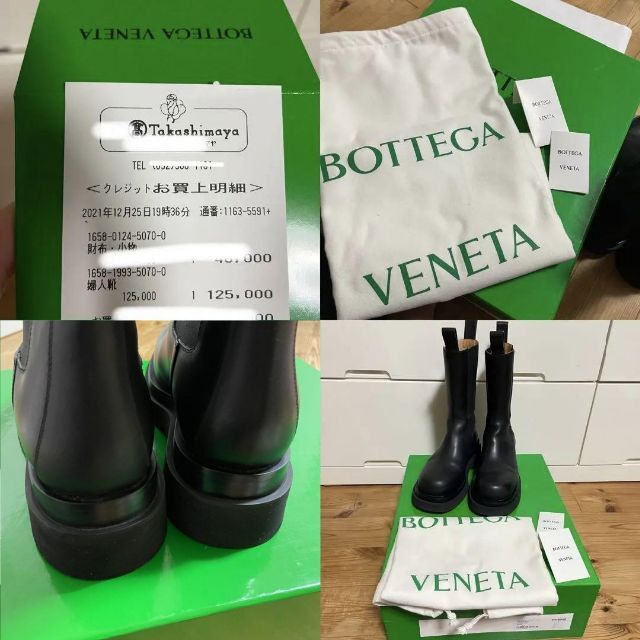 BOTTEGA VENETA
Takashimaya
TEL
＜クレジットお買上明細＞
2021年12月25日19時36分 通番:1163-5591+
1658-0124-5070-0
財布・小物
1658-1993-5070-0
婦人靴
125,000 1 125,000
BOTTEGA
VENETA
BOTTEGA
VENETA
BOTTEGA
VENETA
BOTTEGA
VENETA